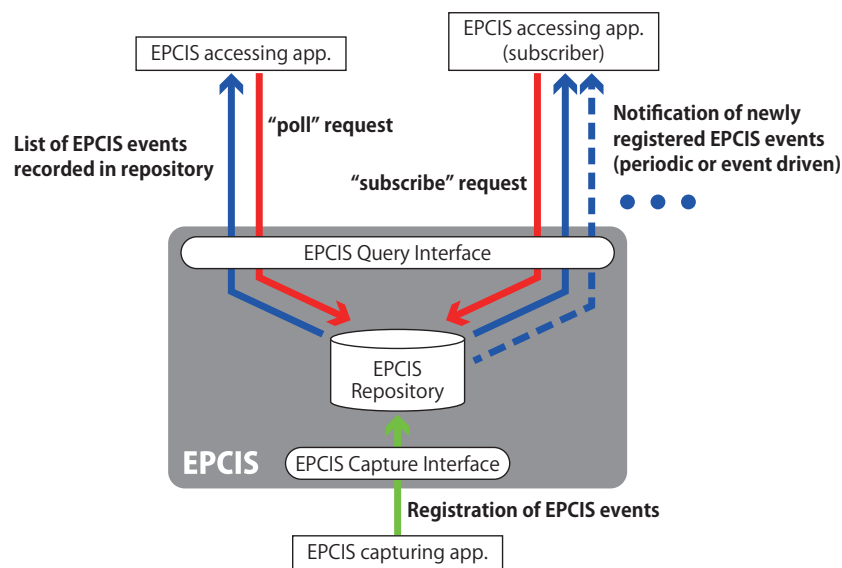 EPCIS accessing app.
EPCIS accessing app.
(subscriber)
"poll" request
List of EPCIS events
recorded in repository
Notification of newly
registered EPCIS events
(periodic or event driven)
"subscribe" request
EPCIS Query Interface
EPCIS
Repository
EPCIS
EPCIS Capture Interface
Registration of EPCIS events
EPCIS capturing app.